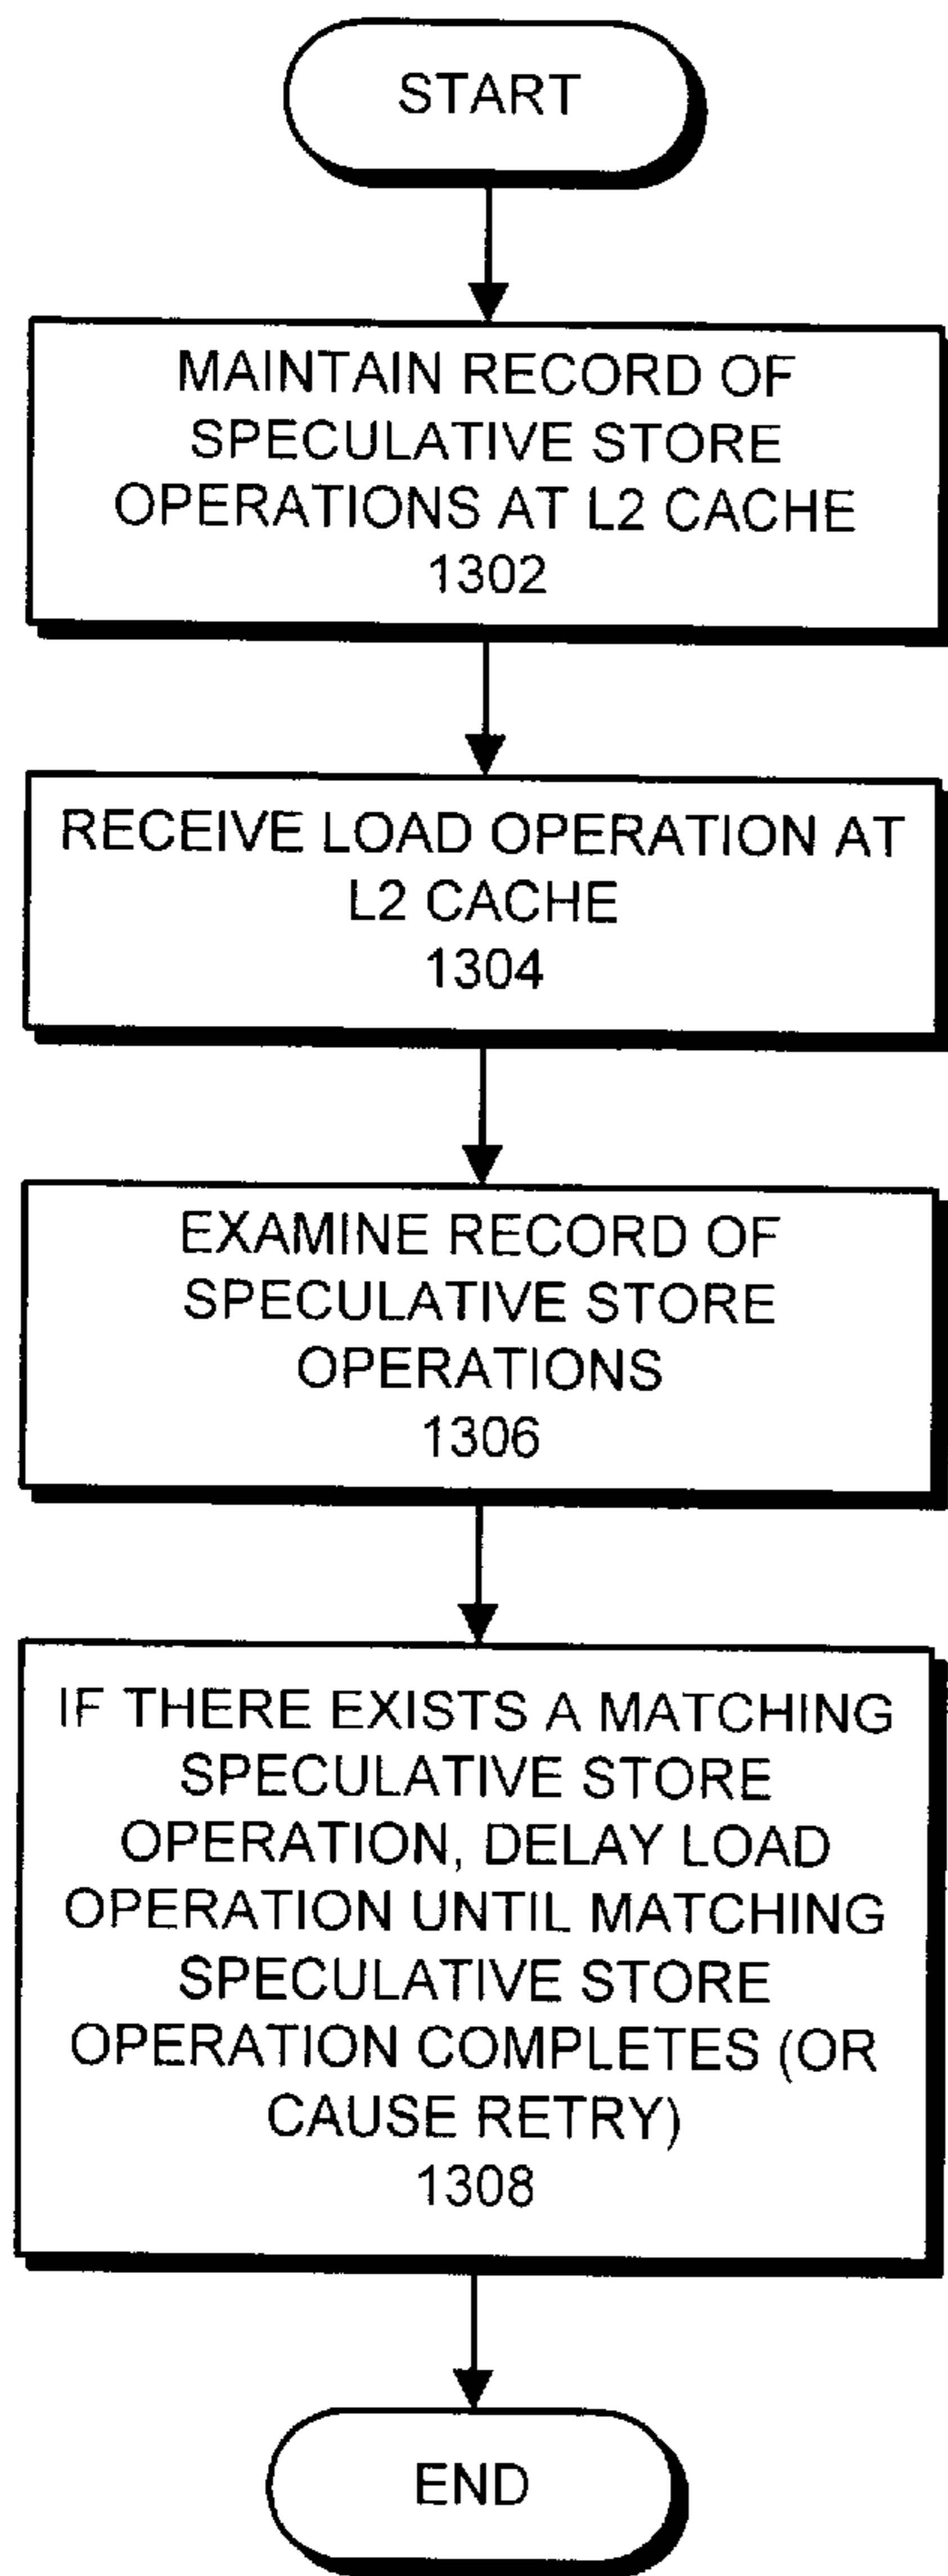 START
MAINTAIN RECORD OF
SPECULATIVE STORE
OPERATIONS AT L2 CACHE
1302
RECEIVE LOAD OPERATION AT
L2 CACHE
1304
EXAMINE RECORD OF
SPECULATIVE STORE
OPERATIONS
1306
IF THERE EXISTS A MATCHING
SPECULATIVE STORE
OPERATION, DELAY LOAD
OPERATION UNTIL MATCHING
SPECULATIVE STORE
OPERATION COMPLETES (OR
CAUSE RETRY)
1308
END